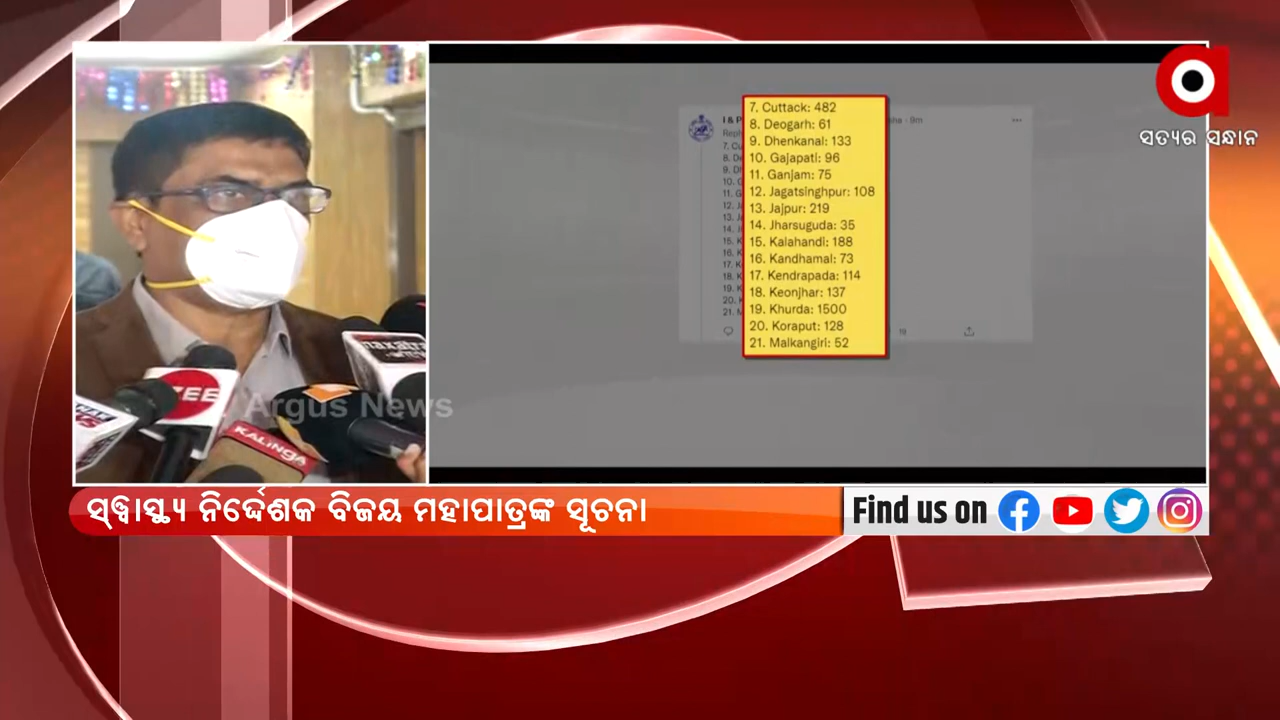 7. Cuttack: 482
8. Deogarh: 61
9. Dhenkanal: 133
10. Gajapati: 96
11. Ganjam: 75
12. Jagatsinghpur: 108
13. Jajpur: 219
14. Jharsuguda: 35
15. Kalahandi: 188
16. Kandhamal: 73
17. Kendrapada: 114
18. Keonjhar: 137
19. Khurda: 1500
20. Koraput: 128
21. Malkangiri: 52
ସତ୍ୟର ସନ୍ଧାନ
ZEE
KALINGA
Argus News
ସ୍ୱାସ୍ଥ୍ୟ ନିର୍ଦ୍ଦେଶକ ବିଜୟ ମହାପାତ୍ରଙ୍କ ସୂଚନା
Find us on